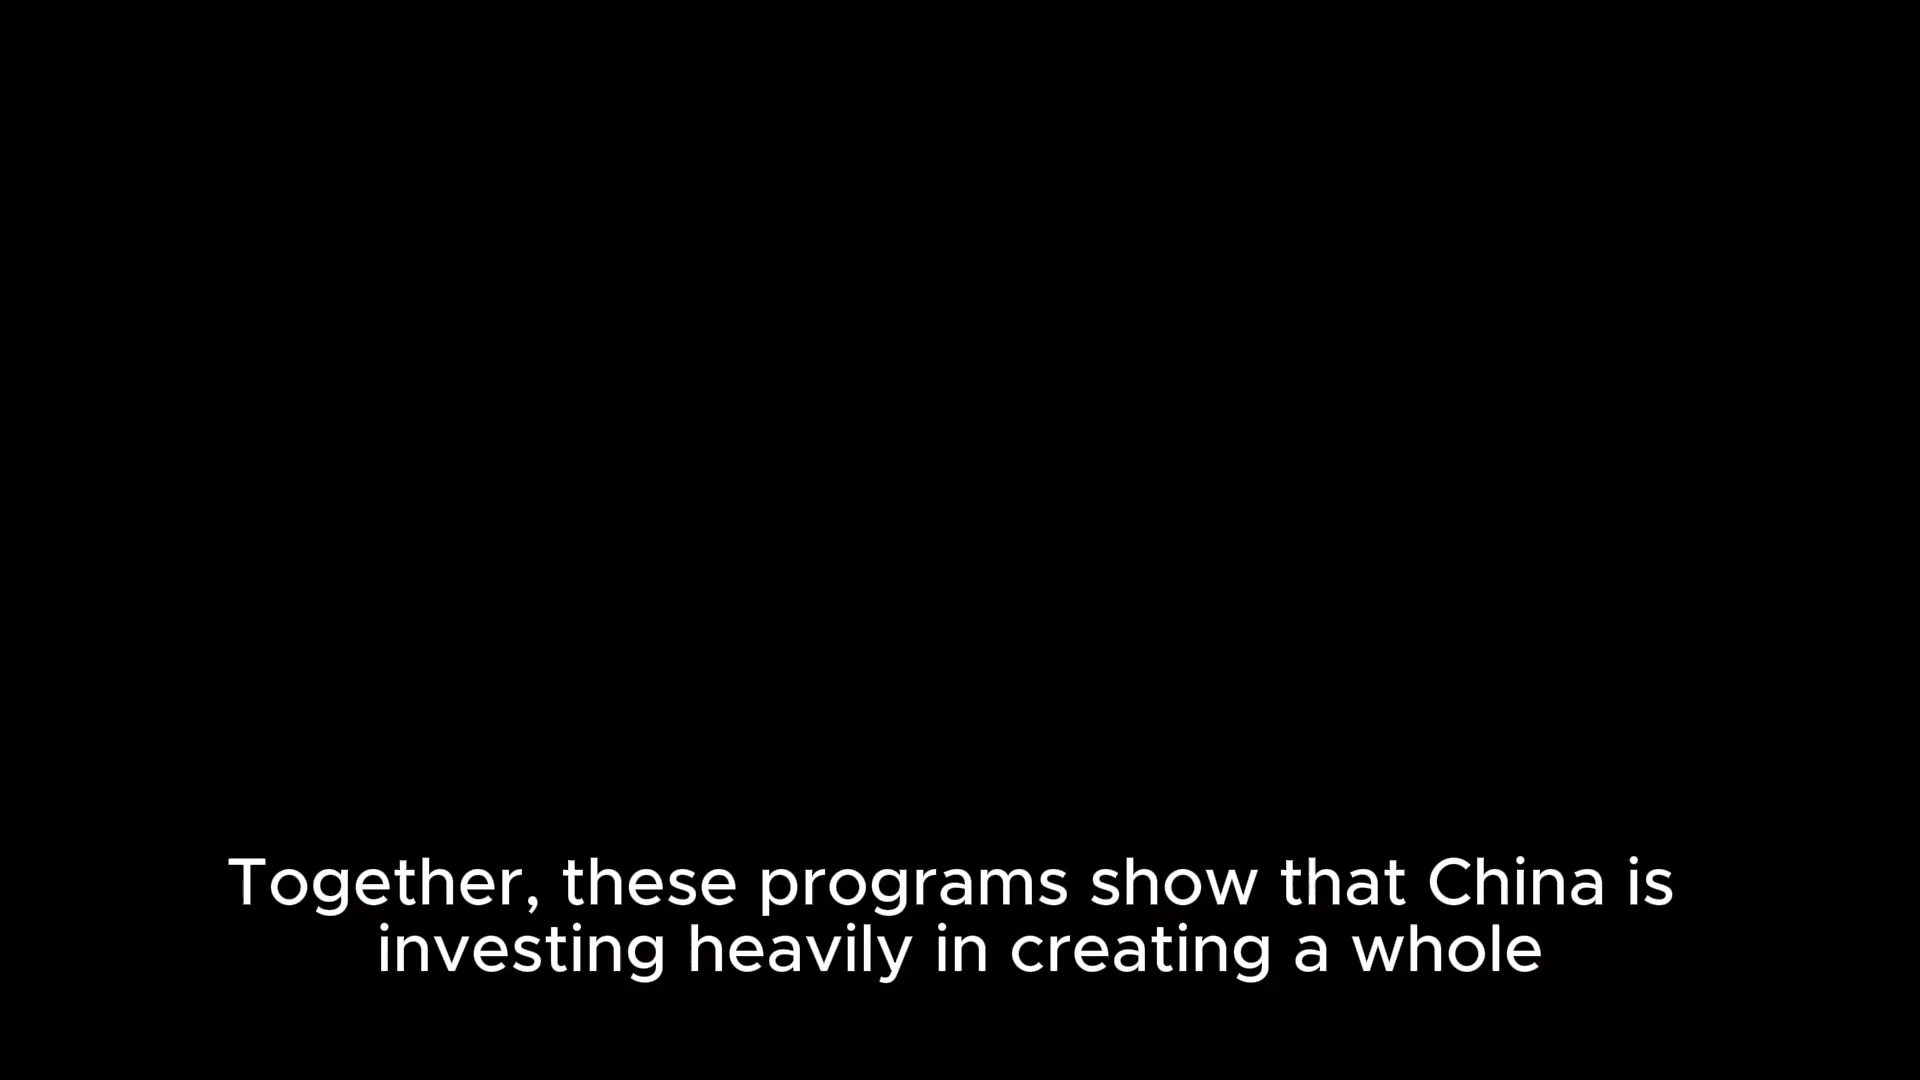 Together, these programs show that China is
investing heavily in creating a whole